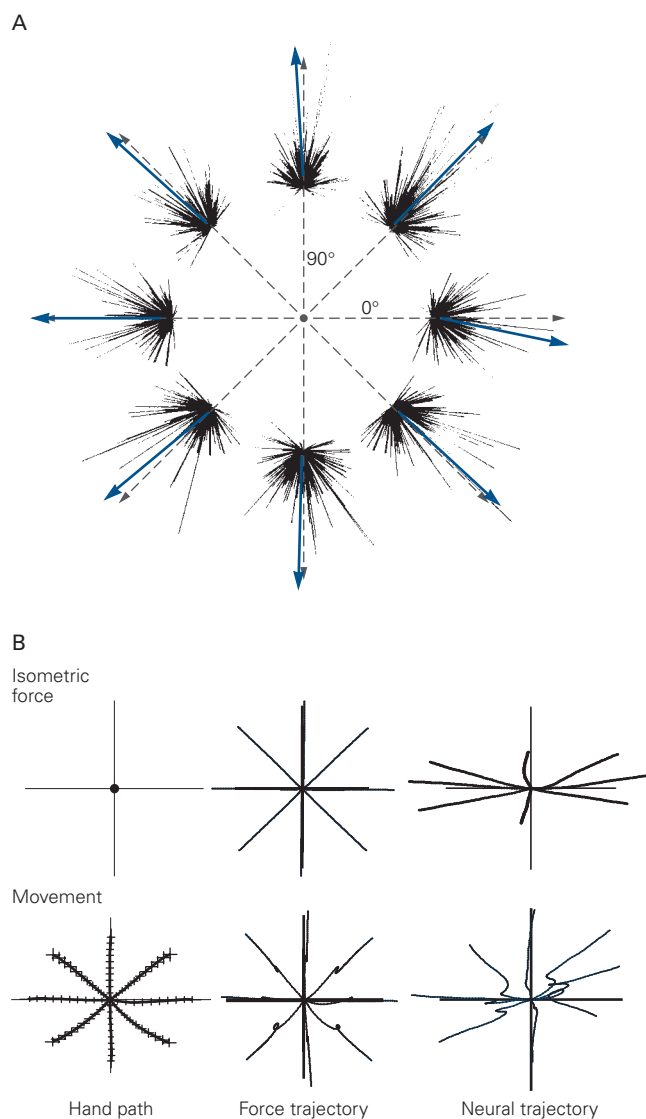 A
90°
0°
B
Isometric
force
Movement
Hand path
Force trajectory
Neural trajectory